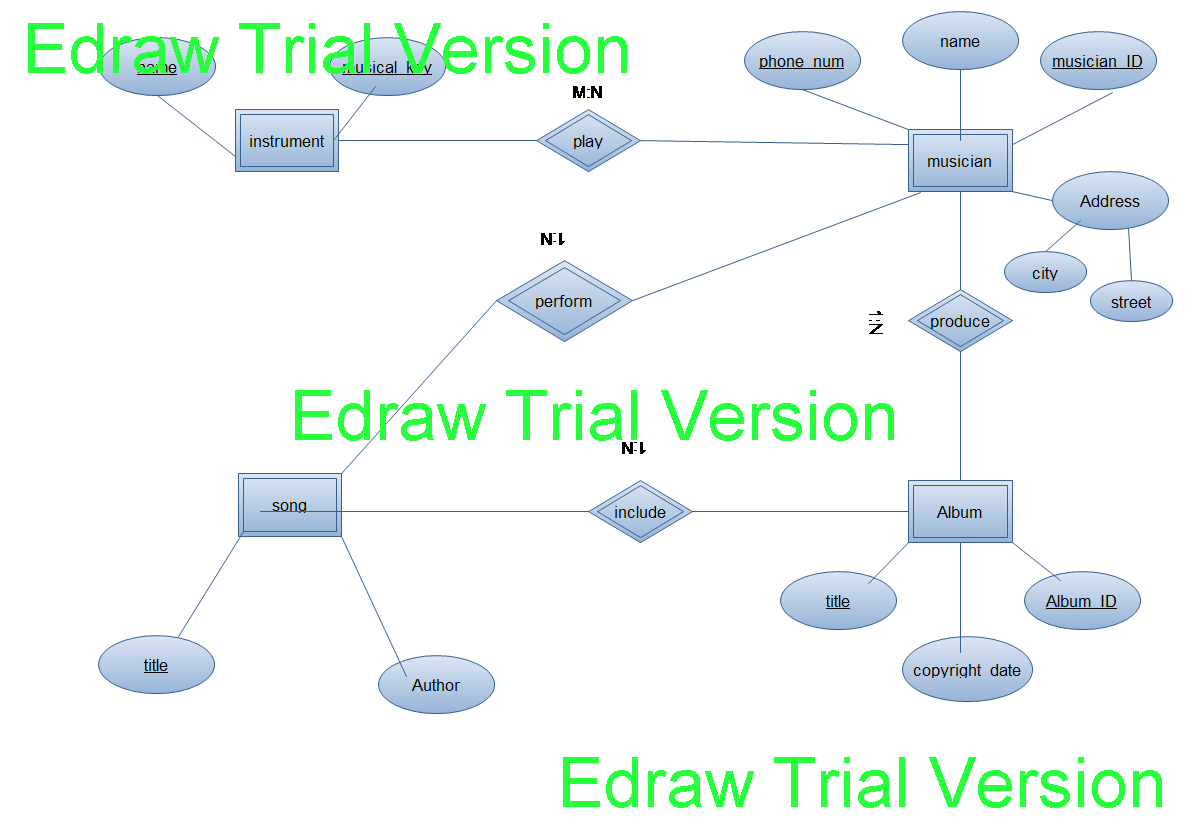 Edraw Trial Version
name
musical_key
phone_num
name
musician_ID
M:N
instrument
play
musician
Address
1:N
city
perform
street
1:N
produce
Edraw Trial Version
1:N
song
include
Album
title
Album_ID
title
Author
copyright_date
Edraw Trial Version